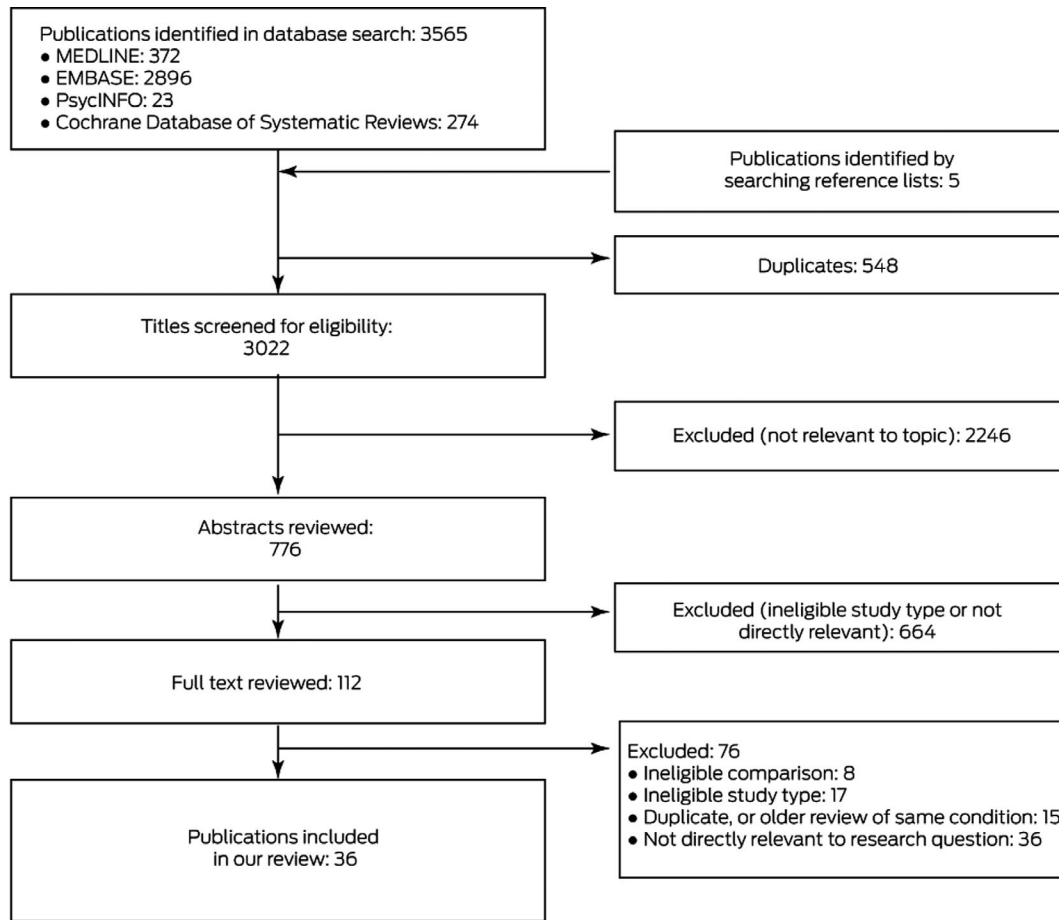 Publications identified in database search: 3565
● MEDLINE: 372
● EMBASE: 2896
● PsycINFO: 23
● Cochrane Database of Systematic Reviews: 274
Publications identified by
searching reference lists: 5
Duplicates: 548
Titles screened for eligibility:
3022
Excluded (not relevant to topic): 2246
Abstracts reviewed:
776
Excluded (ineligible study type or not
directly relevant): 664
Full text reviewed: 112
Excluded: 76
● Ineligible comparison: 8
● Ineligible study type: 17
● Duplicate, or older review of same condition: 15
● Not directly relevant to research question: 36
Publications included
in our review: 36